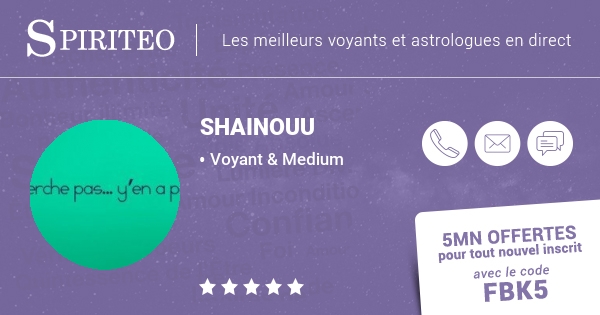 SPIRITEO
Les meilleurs voyants et astrologues en direct
SHAINOUU
• Voyant & Medium
erche pas... y'en a p
5MN OFFERTES
pour tout nouvel inscrit
avec le code
FBK5